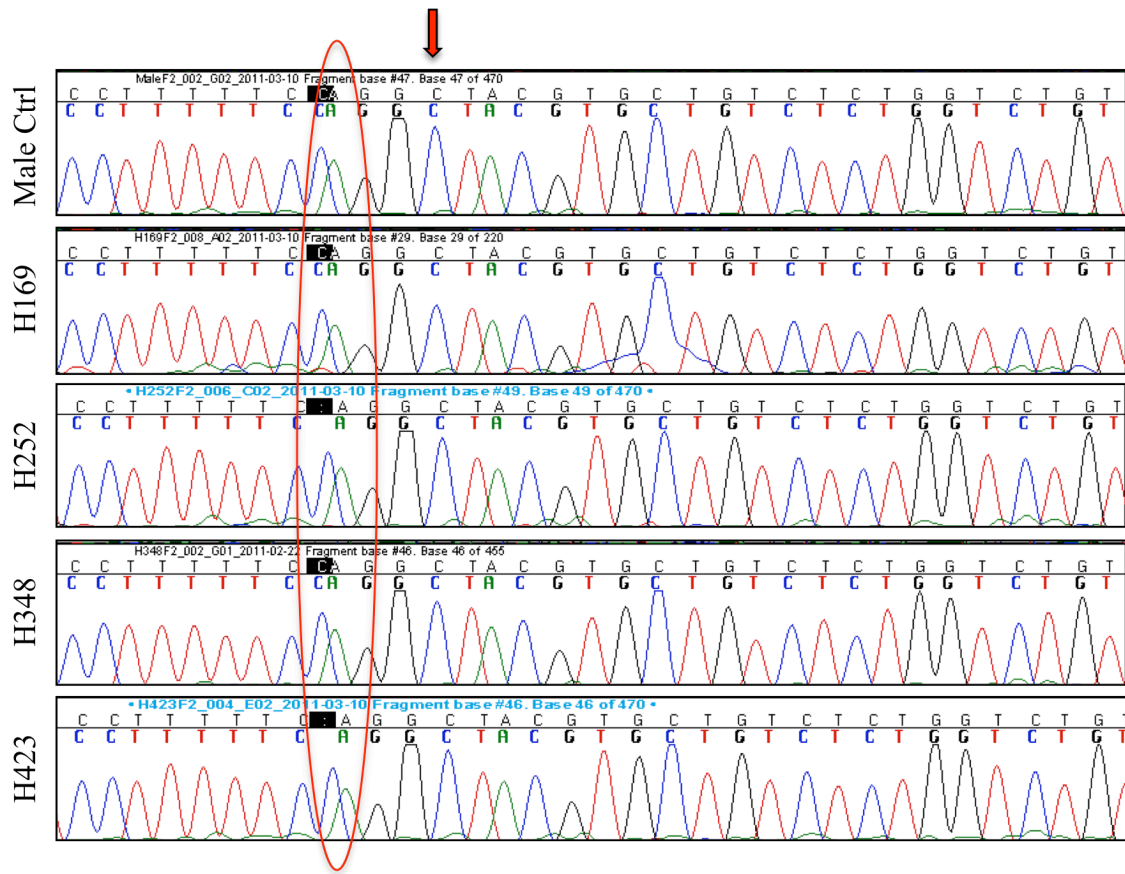 Male Ctrl
MaleF2_002_G02_2011-03-10 Fragment base #47. Base 47 of 470
C C T T T T T C CA G G C T A C G T G C T G T C T C T G G T C T G T
C C T T T T T C CA G G C T A C G T G C T G T C T C T G G T C T G T
H169
H169F2_008_A02_2011-03-10 Fragment base #29. Base 29 of 220
C C T T T T T C C A G G C T A C G T G C T G T C T C T G G T C T G T
C C T T T T T C C A G G C T A C G T G C T G T C T C T G G T C T G T
H252
• H252F2_006_C02_2011-03-10 Fragment base #49. Base 49 of 470 •
C C T T T T T C : A G G C T A C G T G C T G T C T C T G G T C T G T
C C T T T T T C A G G C T A C G T G C T G T C T C T G G T C T G T
H348
H348F2_002_G01_2011-02-22 Fragment base #46. Base 46 of 455
C C T T T T T C C A G G C T A C G T G C T G T C T C T G G T C T G T
C C T T T T T C C A G G C T A C G T G C T G T C T C T G G T C T G T
H423
• H423F2_004_E02_2011-03-10 Fragment base #46. Base 46 of 470 •
C C T T T T T C : A G G C T A C G T G C T G T C T C T G G T C T G T
C C T T T T T C A G G C T A C G T G C T G T C T C T G G T C T G T